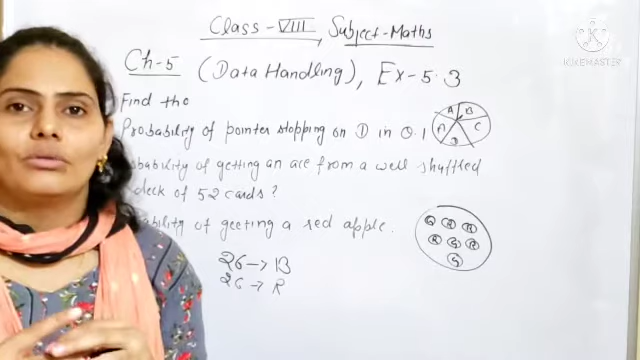 Class - VIII Subject - Maths
Ch-5 (Data Handling), Ex-5.3
Find the
Probability of pointer stopping on D in Q.1
A B
A C
D
bability of getting an ace from a well shuffled
deck of 52 cards?
ability of geeting a red apple.
G
G
26 → B
26 → R
KINEMASTER